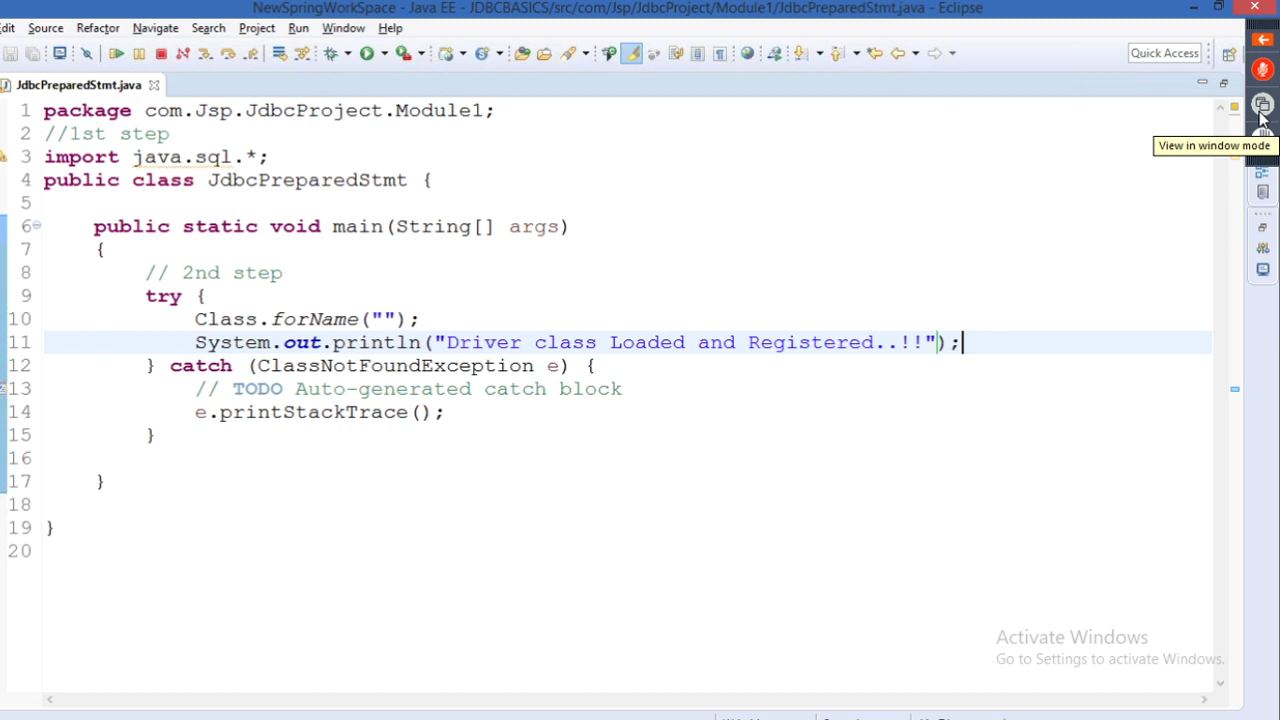 NewSpringWorkSpace - Java EE - JDBCBASICS/src/com/Jsp/JdbcProject/Module1/JdbcPreparedStmt.java - Eclipse
dit Source Refactor Navigate Search Project Run Window Help
Quick Access
JdbcPreparedStmt.java
View in window mode
1 package com.Jsp.JdbcProject.Module1;
2 //1st step
3 import java.sql.*;
4 public class JdbcPreparedStmt {
5
6 public static void main(String[] args)
7 {
8 // 2nd step
9 try {
10 Class.forName("");
11 System.out.println("Driver class Loaded and Registered..!!");
12 } catch (ClassNotFoundException e) {
13 // TODO Auto-generated catch block
14 e.printStackTrace();
15 }
16
17 }
18
19 }
20
Activate Windows
Go to Settings to activate Windows.